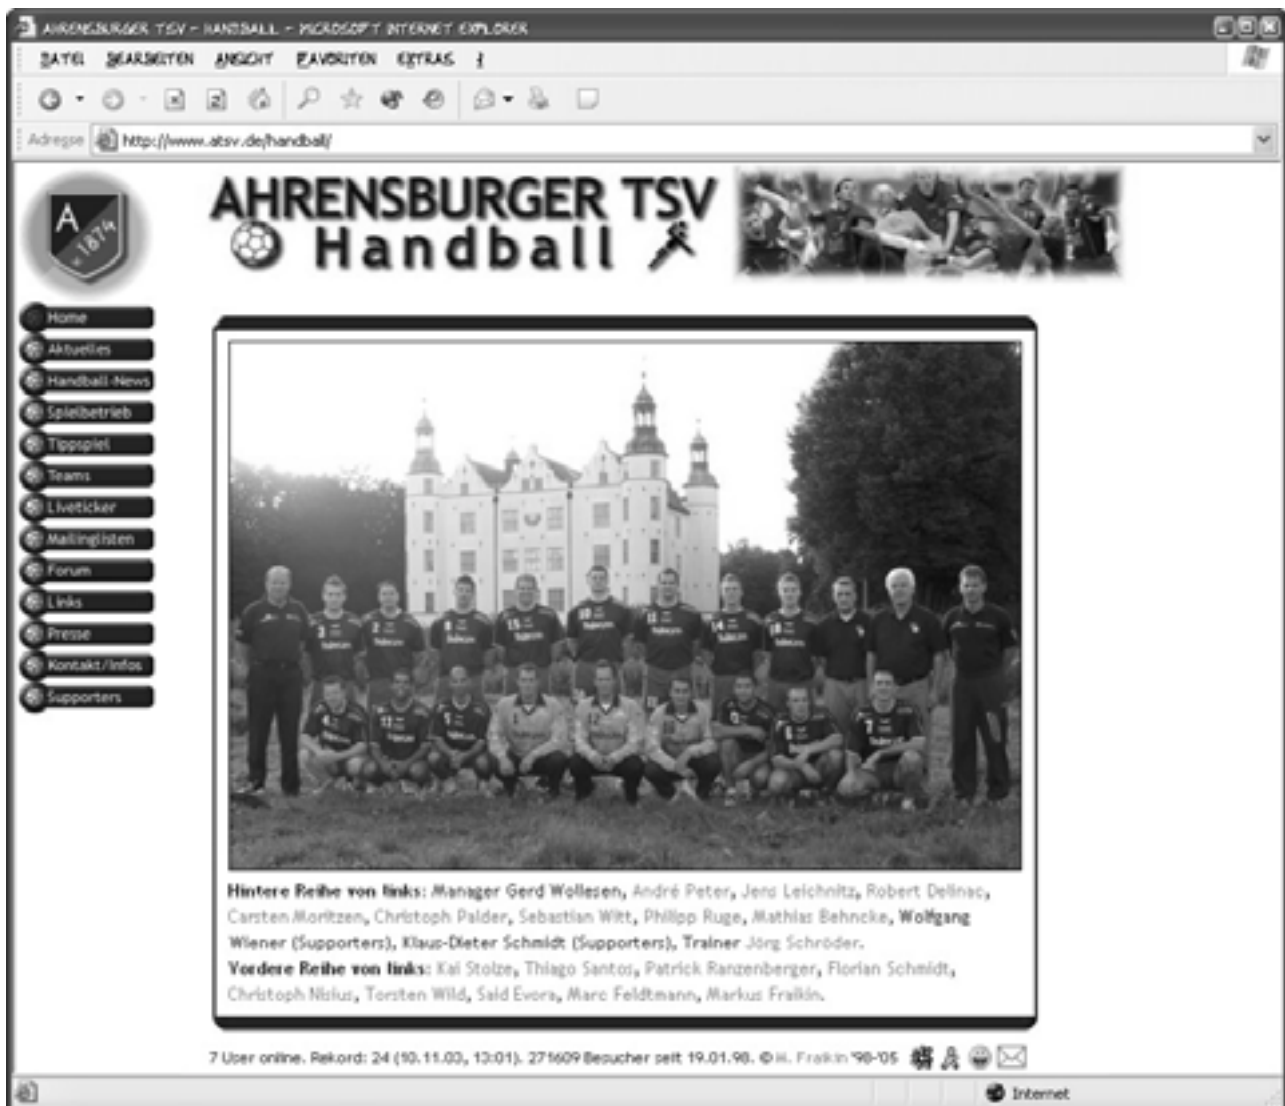 AHRENSBURGER TSV - HANDBALL - MICROSOFT INTERNET EXPLORER
DATEI BEARBEITEN ANSICHT FAVORITEN EXTRAS ?
Adresse http://www.atsv.de/handball/
A
v. 1874
AHRENSBURGER TSV
Handball
Home
Aktuelles
Handball-News
Spielbetrieb
Tippspiel
Teams
Liveticker
Mailinglisten
Forum
Links
Presse
Kontakt/Infos
Supporters
Hintere Reihe von links: Manager Gerd Wollesen, André Peter, Jens Leichnitz, Robert Delinac,
Carsten Moritzen, Christoph Palder, Sebastian Witt, Philipp Ruge, Mathias Behncke, Wolfgang
Wiener (Supporters), Klaus-Dieter Schmidt (Supporters), Trainer Jörg Schröder.
Vordere Reihe von links: Kai Stolze, Thiago Santos, Patrick Ranzenberger, Florian Schmidt,
Christoph Nisius, Torsten Wild, Said Evora, Marc Feldtmann, Markus Fraikin.
7 User online. Rekord: 24 (10.11.03, 13:01). 271609 Besucher seit 19.01.98. © M. Fraikin '98-'05
Internet